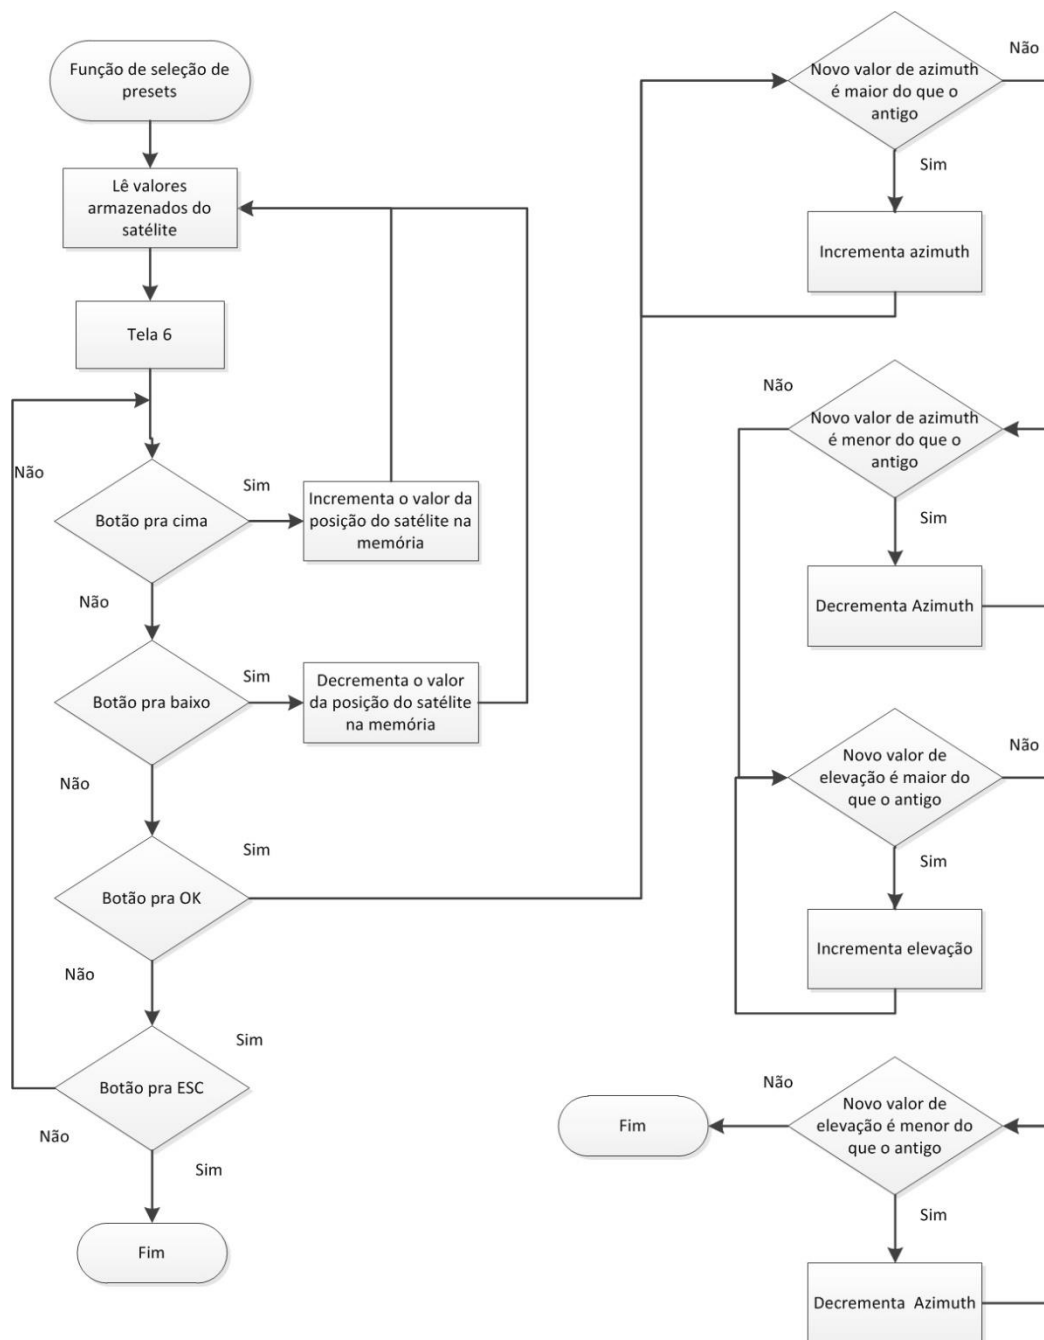 Função de seleção de
presets
Lê valores
armazenados do
satélite
Tela 6
Não
Sim
Botão pra cima
Incrementa o valor da
posição do satélite na
memória
Não
Sim
Botão pra baixo
Decrementa o valor
da posição do satélite
na memória
Não
Sim
Botão pra OK
Não
Sim
Botão pra ESC
Não
Sim
Fim
Não
Novo valor de azimuth
é maior do que o
antigo
Sim
Incrementa azimuth
Não
Novo valor de azimuth
é menor do que o
antigo
Sim
Decrementa Azimuth
Novo valor de
elevação é maior do
que o antigo
Não
Sim
Incrementa elevação
Não
Novo valor de
elevação é menor do
que o antigo
Fim
Sim
Decrementa Azimuth